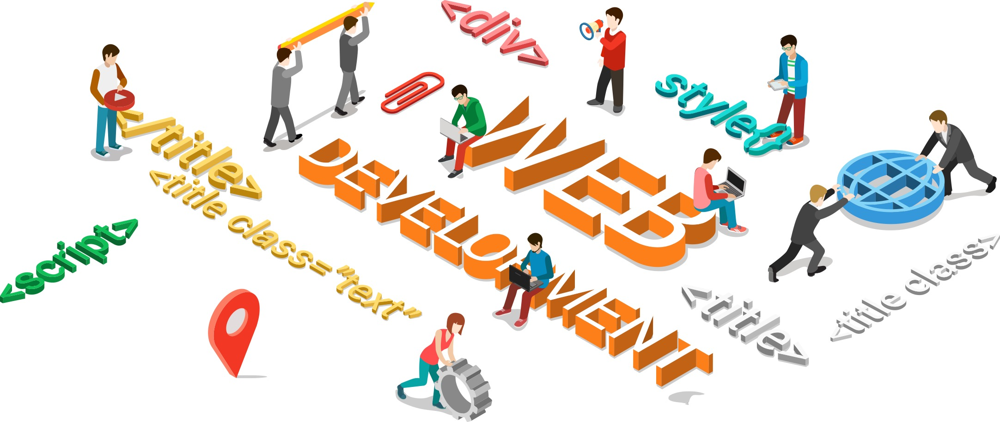 <div>
style{}
</title>
<title class="text"
WEB
DEVELOPMENT
<script>
<title>
<title class>